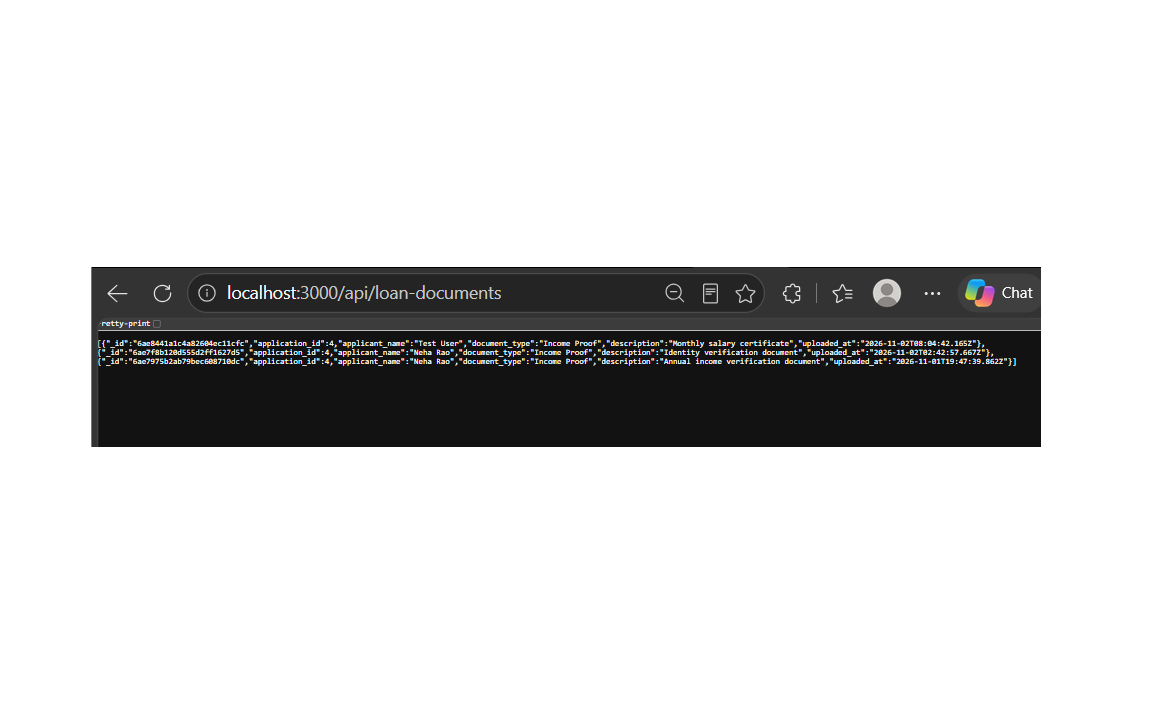 localhost:3000/api/loan-documents
Chat
retty-print
[{"_id":"6ae8441a1c4a82604ec11cfc","application_id":4,"applicant_name":"Test User","document_type":"Income Proof","description":"Monthly salary certificate","uploaded_at":"2026-11-02T08:04:42.165Z"},
{"_id":"6ae7f8b120d555d2ff1627d5","application_id":4,"applicant_name":"Neha Rao","document_type":"Income Proof","description":"Identity verification document","uploaded_at":"2026-11-02T02:42:57.667Z"},
{"_id":"6ae7975b2ab79bec608710dc","application_id":4,"applicant_name":"Neha Rao","document_type":"Income Proof","description":"Annual income verification document","uploaded_at":"2026-11-01T19:47:39.862Z"}]